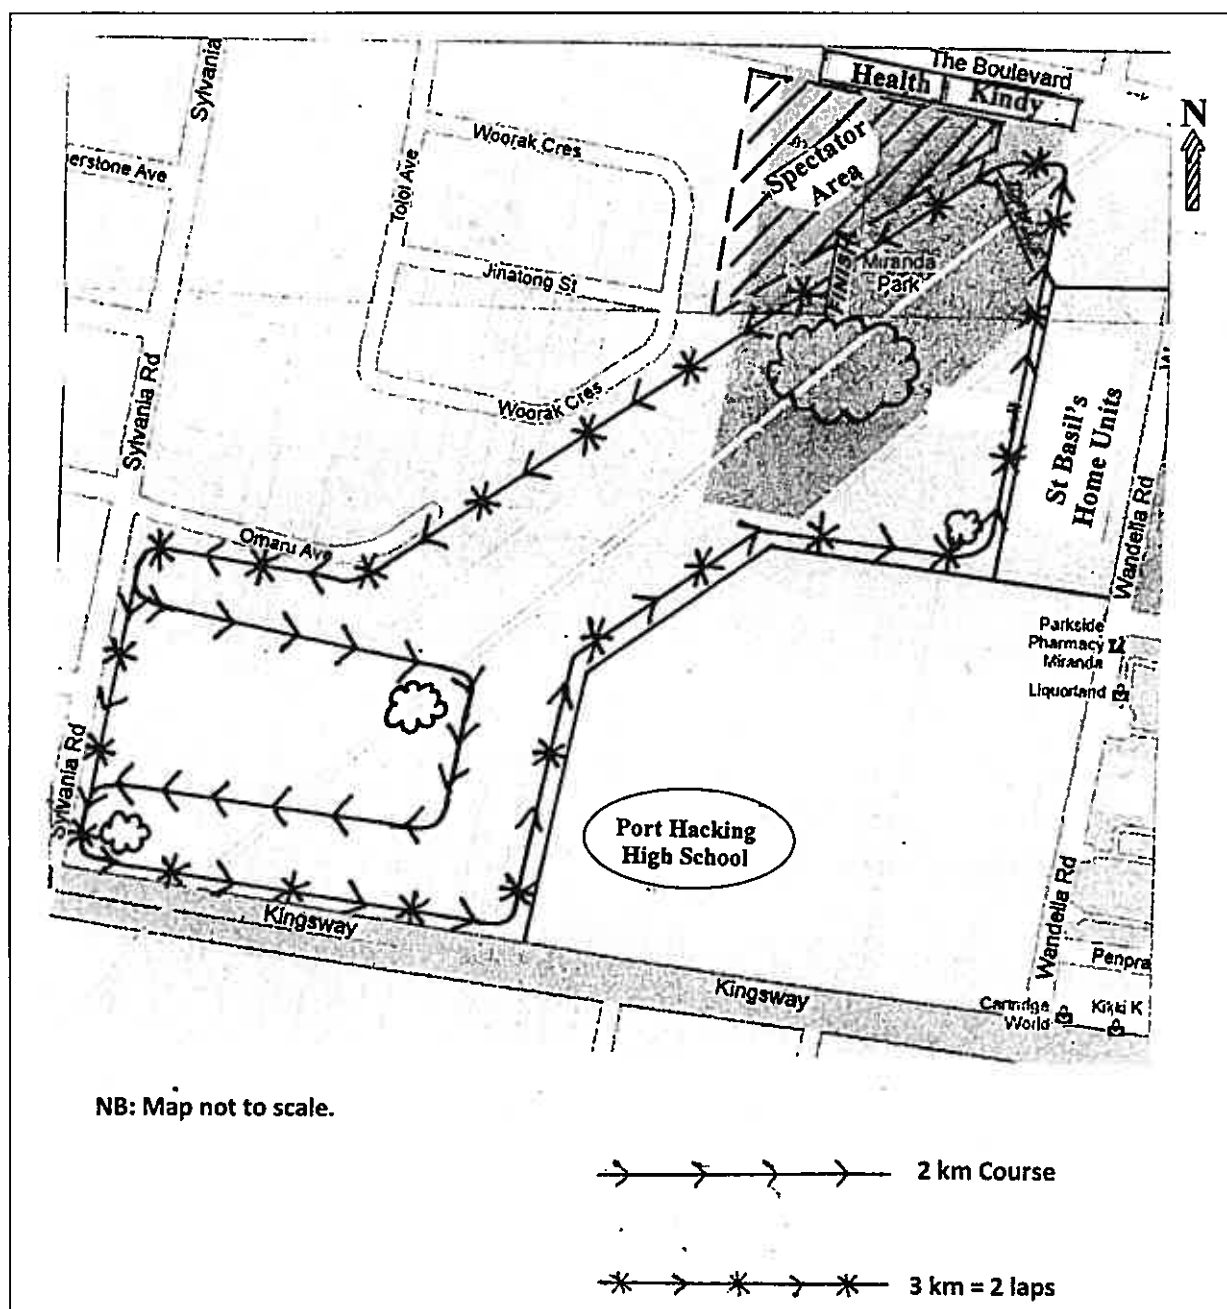 The Boulevard
Health
Kindy
N
Sylvania
Woorak Cres
erstone Ave
Toloi Ave
Spectator
Area
Jinatong St
FINISH
Miranda
Park
Sylvania Rd
Woorak Cres
St Basil's
Home Units
Wandella Rd
Omaru Ave
Parkside
Pharmacy
Miranda
Liquorland
Sylvania Rd
Port Hacking
High School
Wandella Rd
Kingsway
Penpra
Kingsway
Cartridge
World
Kikki K
NB: Map not to scale.
2 km Course
3 km = 2 laps